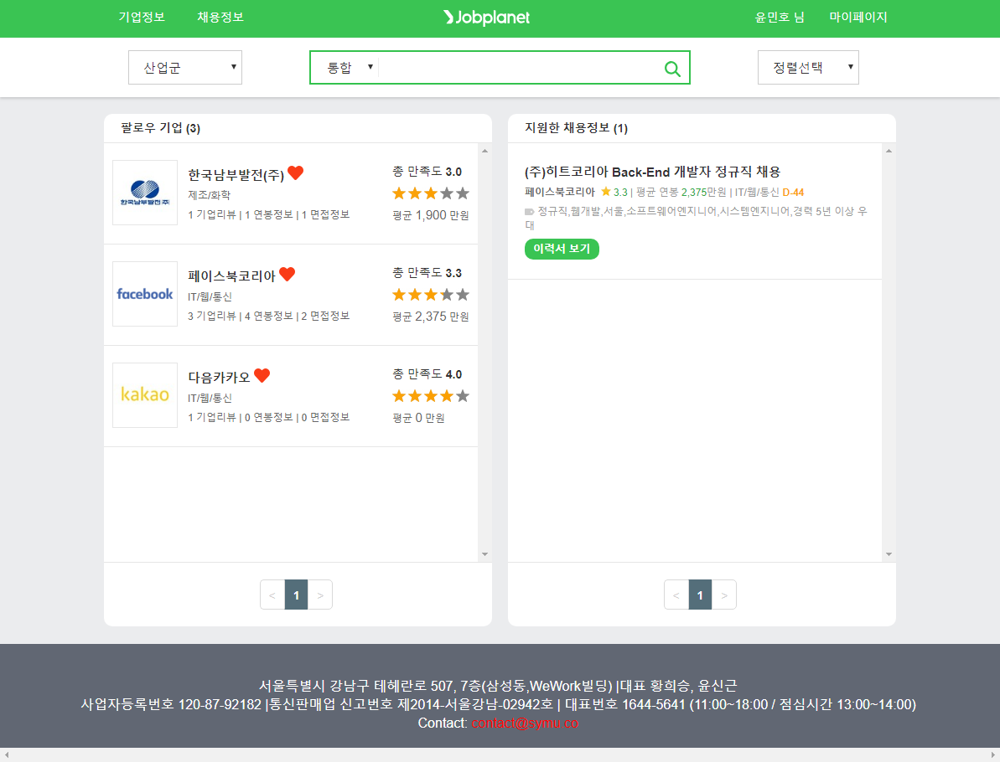 기업정보 채용정보 Jobplanet 윤민호 님 마이페이지
산업군 통합 정렬선택
팔로우 기업 (3)
한국남부발전(주)
한국남부발전(주)
제조/화학
1 기업리뷰 | 1 연봉정보 | 1 면접정보
총 만족도 3.0
평균 1,900 만원
facebook
페이스북코리아
IT/웹/통신
3 기업리뷰 | 4 연봉정보 | 2 면접정보
총 만족도 3.3
평균 2,375 만원
kakao
다음카카오
IT/웹/통신
1 기업리뷰 | 0 연봉정보 | 0 면접정보
총 만족도 4.0
평균 0 만원
< 1 >
지원한 채용정보 (1)
(주)히트코리아 Back-End 개발자 정규직 채용
페이스북코리아 3.3 | 평균 연봉 2,375만원 | IT/웹/통신 D-44
정규직,웹개발,서울,소프트웨어엔지니어,시스템엔지니어,경력 5년 이상 우
대
이력서 보기
< 1 >
서울특별시 강남구 테헤란로 507, 7층(삼성동,WeWork빌딩) |대표 황희승, 윤신근
사업자등록번호 120-87-92182 |통신판매업 신고번호 제2014-서울강남-02942호 | 대표번호 1644-5641 (11:00~18:00 / 점심시간 13:00~14:00)
Contact: contact@symu.co